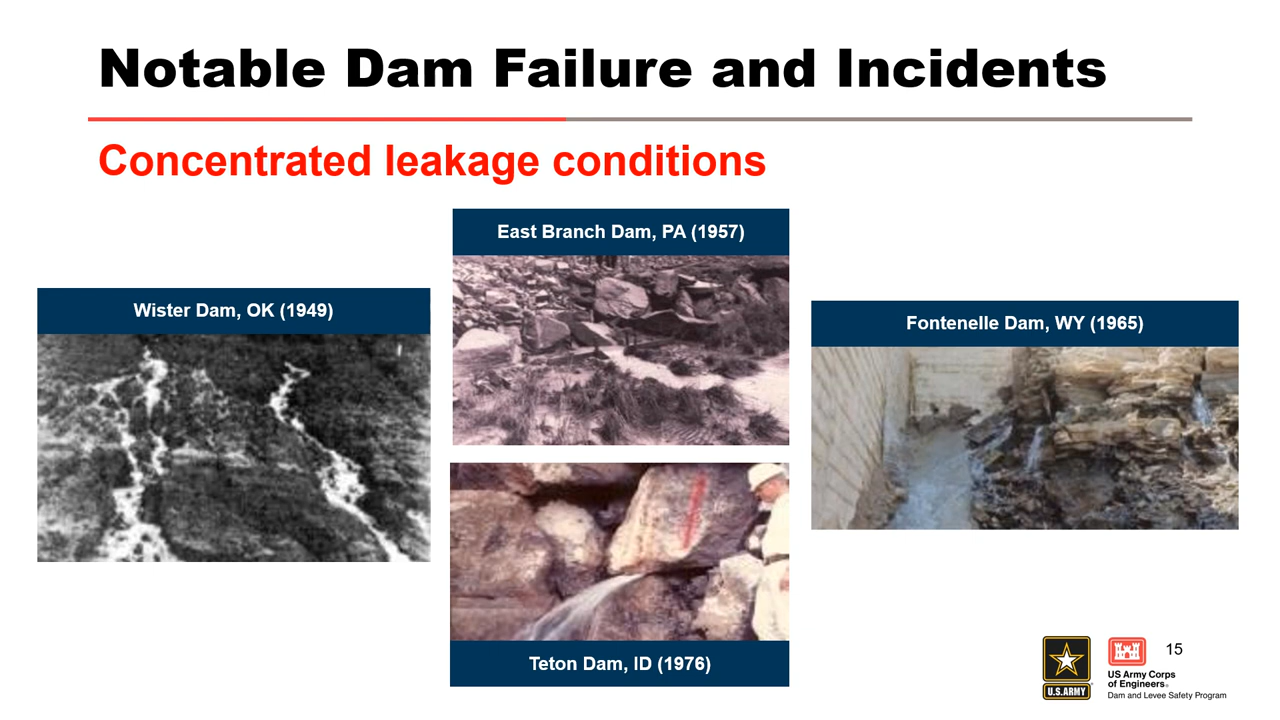 Notable Dam Failure and Incidents
Concentrated leakage conditions
East Branch Dam, PA (1957)
Wister Dam, OK (1949)
Fontenelle Dam, WY (1965)
Teton Dam, ID (1976)
15
U.S. ARMY
US Army Corps
of Engineers®
Dam and Levee Safety Program